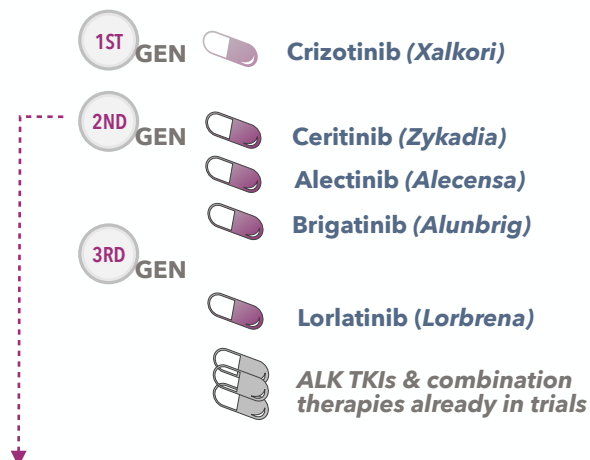 1ST GEN Crizotinib (Xalkori)
2ND GEN Ceritinib (Zykadia)
Alectinib (Alecensa)
Brigatinib (Alunbrig)
3RD GEN
Lorlatinib (Lorbrena)
ALK TKIs & combination
therapies already in trials